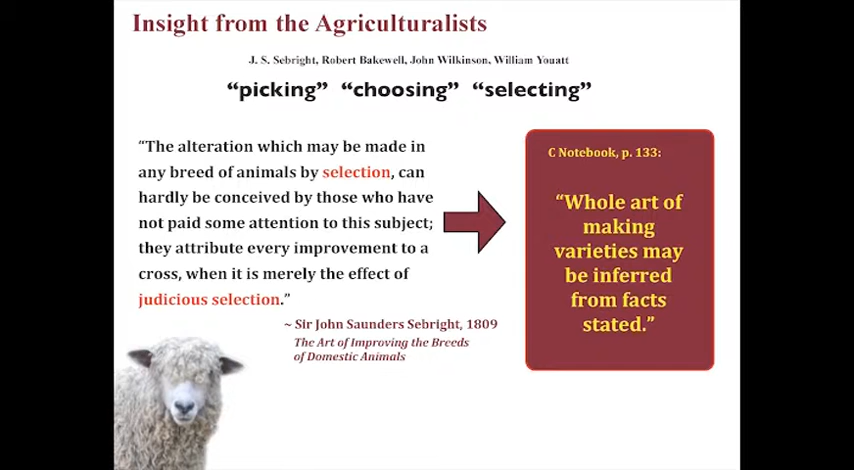 Insight from the Agriculturalists
J. S. Sebright, Robert Bakewell, John Wilkinson, William Youatt
“picking” “choosing” “selecting”
“The alteration which may be made in
any breed of animals by selection, can
hardly be conceived by those who have
not paid some attention to this subject;
they attribute every improvement to a
cross, when it is merely the effect of
judicious selection.”
~ Sir John Saunders Sebright, 1809
The Art of Improving the Breeds
of Domestic Animals
C Notebook, p. 133:
“Whole art of
making
varieties may
be inferred
from facts
stated.”